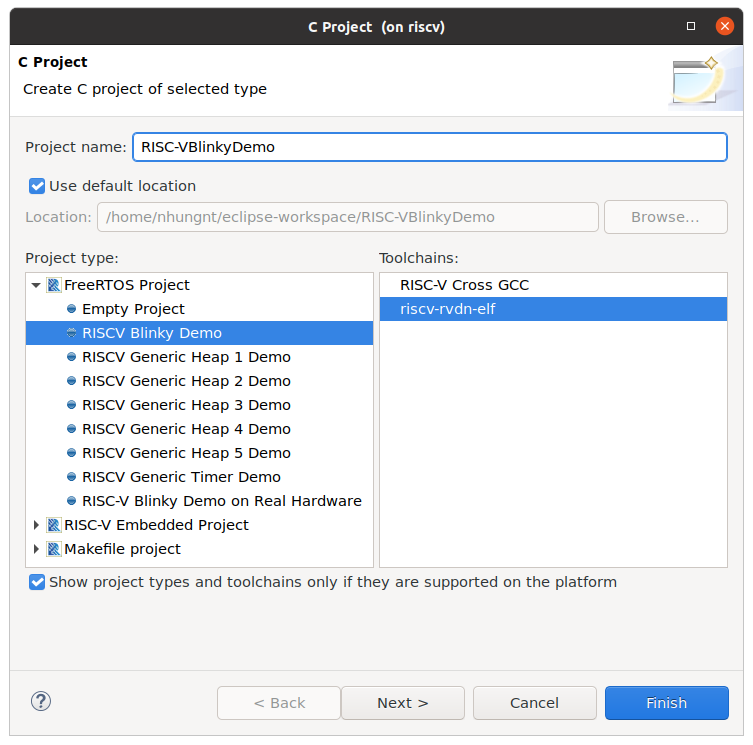 C Project (on riscv)
C Project
Create C project of selected type
Project name: RISC-VBlinkyDemo
Use default location
Location: /home/nhungnt/eclipse-workspace/RISC-VBlinkyDemo Browse...
Project type: Toolchains:
FreeRTOS Project RISC-V Cross GCC
Empty Project riscv-rvdn-elf
RISCV Blinky Demo
RISCV Generic Heap 1 Demo
RISCV Generic Heap 2 Demo
RISCV Generic Heap 3 Demo
RISCV Generic Heap 4 Demo
RISCV Generic Heap 5 Demo
RISCV Generic Timer Demo
RISC-V Blinky Demo on Real Hardware
RISC-V Embedded Project
Makefile project
Show project types and toolchains only if they are supported on the platform
? < Back Next > Cancel Finish